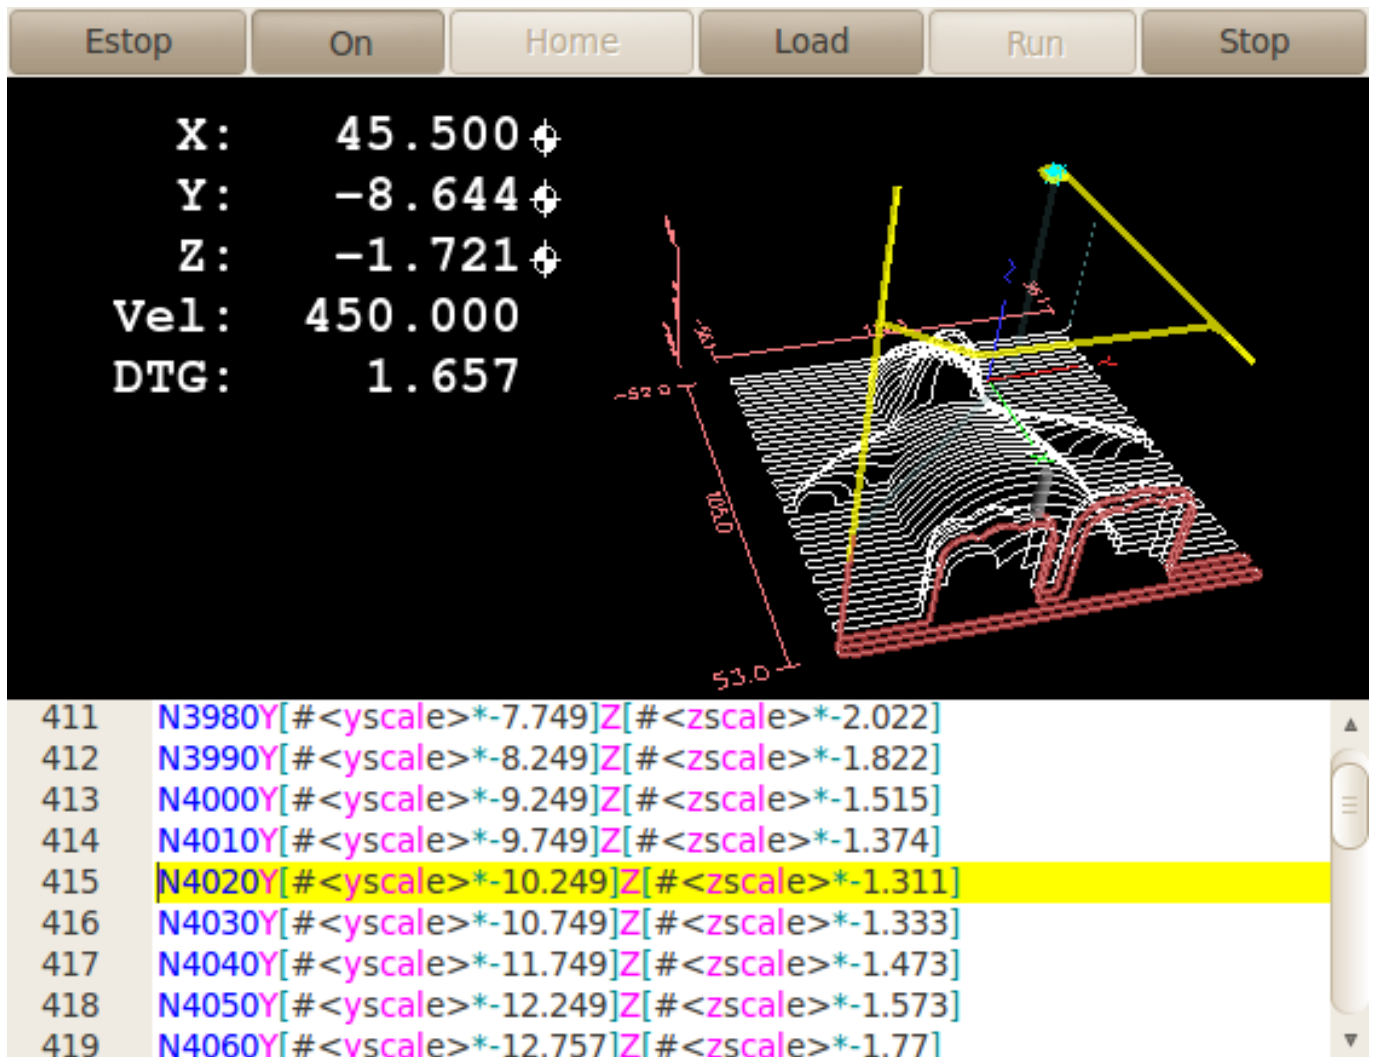 Estop On Home Load Run Stop
X: 45.500
Y: -8.644
Z: -1.721
Vel: 450.000
DTG: 1.657
-52.0
105.0
53.0
411 N3980Y[#<yscale>*-7.749]Z[#<zscale>*-2.022]
412 N3990Y[#<yscale>*-8.249]Z[#<zscale>*-1.822]
413 N4000Y[#<yscale>*-9.249]Z[#<zscale>*-1.515]
414 N4010Y[#<yscale>*-9.749]Z[#<zscale>*-1.374]
415 N4020Y[#<yscale>*-10.249]Z[#<zscale>*-1.311]
416 N4030Y[#<yscale>*-10.749]Z[#<zscale>*-1.333]
417 N4040Y[#<yscale>*-11.749]Z[#<zscale>*-1.473]
418 N4050Y[#<yscale>*-12.249]Z[#<zscale>*-1.573]
419 N4060Y[#<yscale>*-12.757]Z[#<zscale>*-1.77]